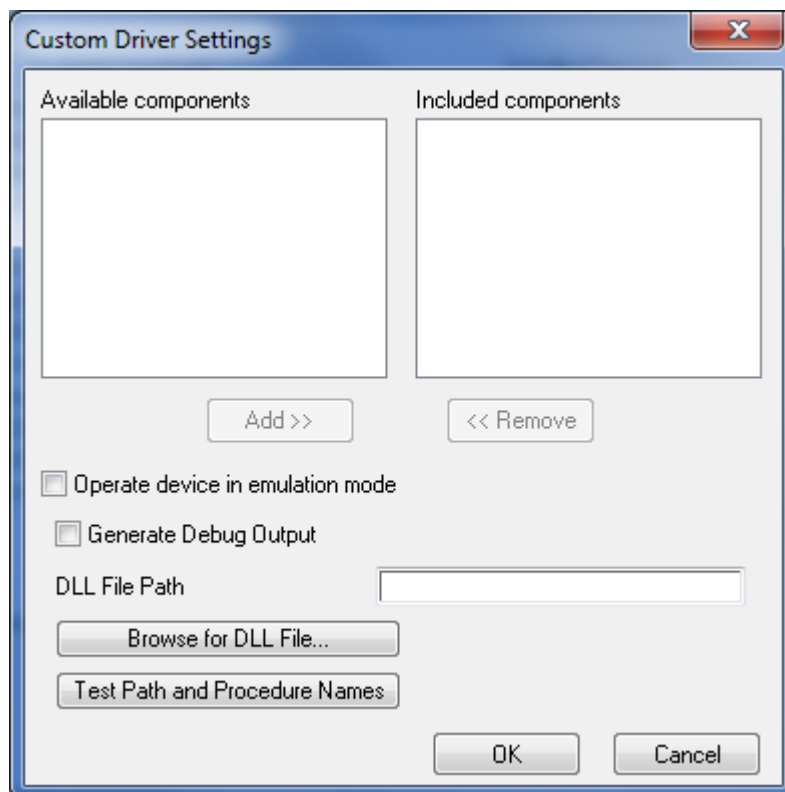 Custom Driver Settings
Available components
Included components
Add >>
<< Remove
Operate device in emulation mode
Generate Debug Output
DLL File Path
Browse for DLL File...
Test Path and Procedure Names
OK
Cancel